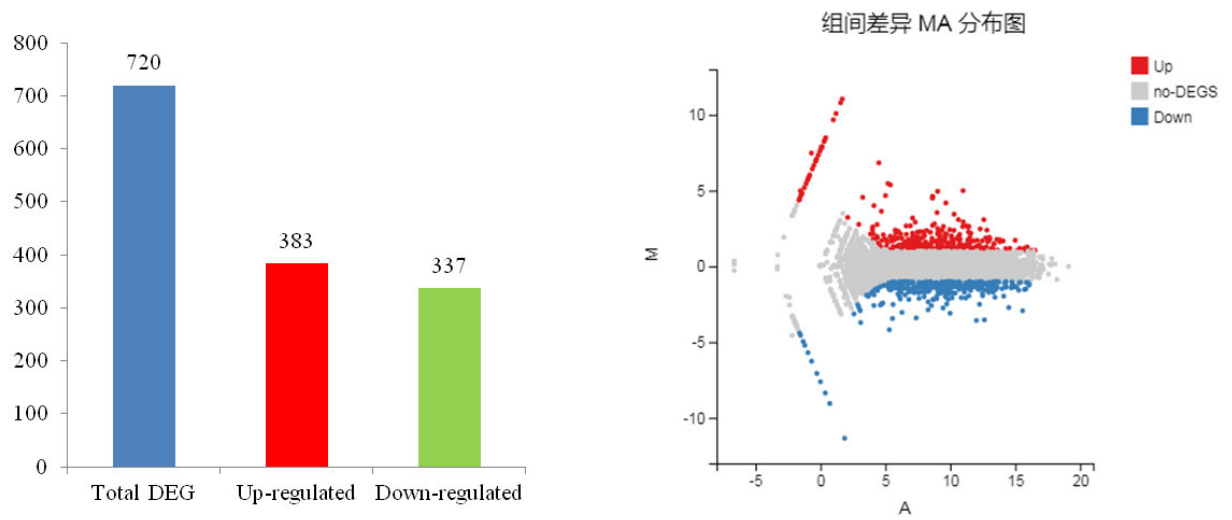 800
700
600
500
400
300
200
100
0
720
383
337
Total DEG Up-regulated Down-regulated
组间差异 MA 分布图
Up
no-DEGS
Down
M
10
5
0
-5
-10
-5 0 5 10 15 20
A